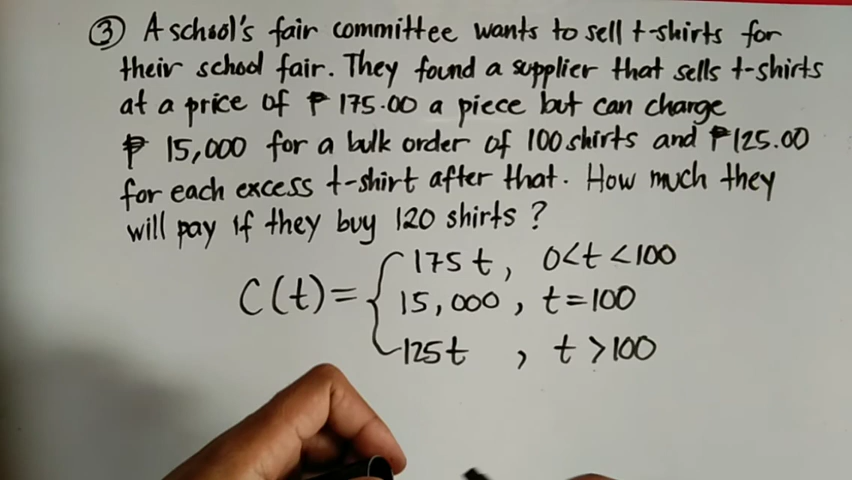 ③ A school's fair committee wants to sell t-shirts for
their school fair. They found a supplier that sells t-shirts
at a price of ₱ 175.00 a piece but can charge
₱ 15,000 for a bulk order of 100 shirts and ₱125.00
for each excess t-shirt after that. How much they
will pay if they buy 120 shirts?
175 t, 0<t <100
C(t)= { 15,000 , t=100
125t , t >100